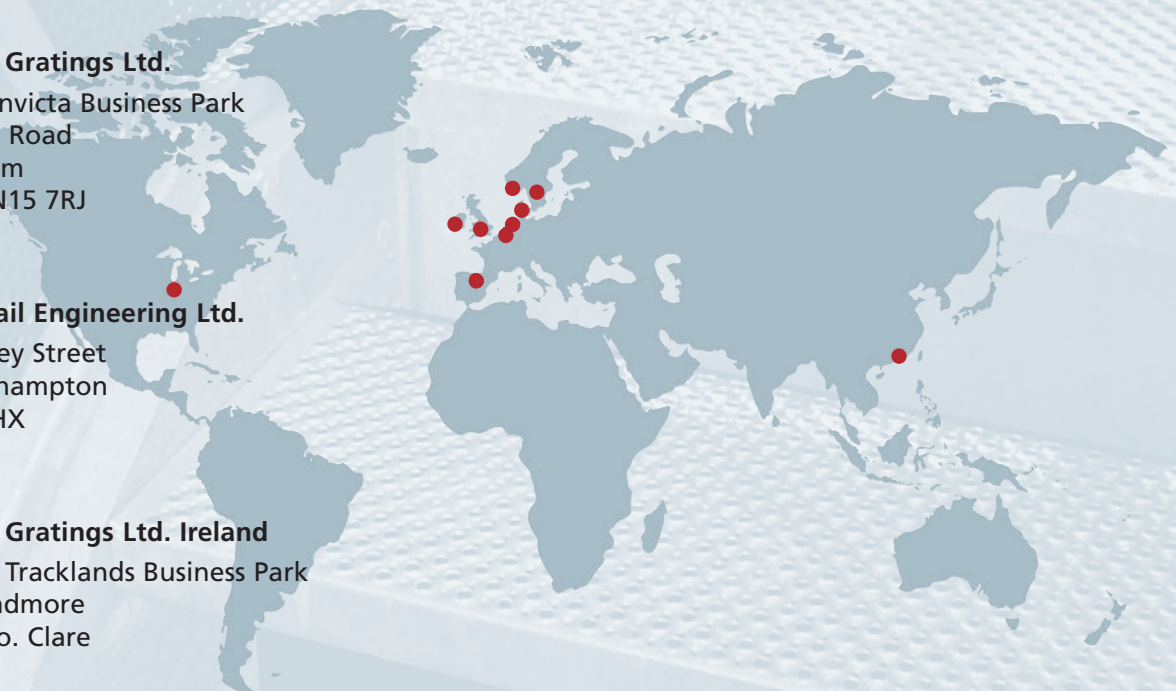 Gratings Ltd.
nvicta Business Park
Road
m
N15 7RJ
ail Engineering Ltd.
ey Street
hampton
HX
Gratings Ltd. Ireland
Tracklands Business Park
dmore
o. Clare